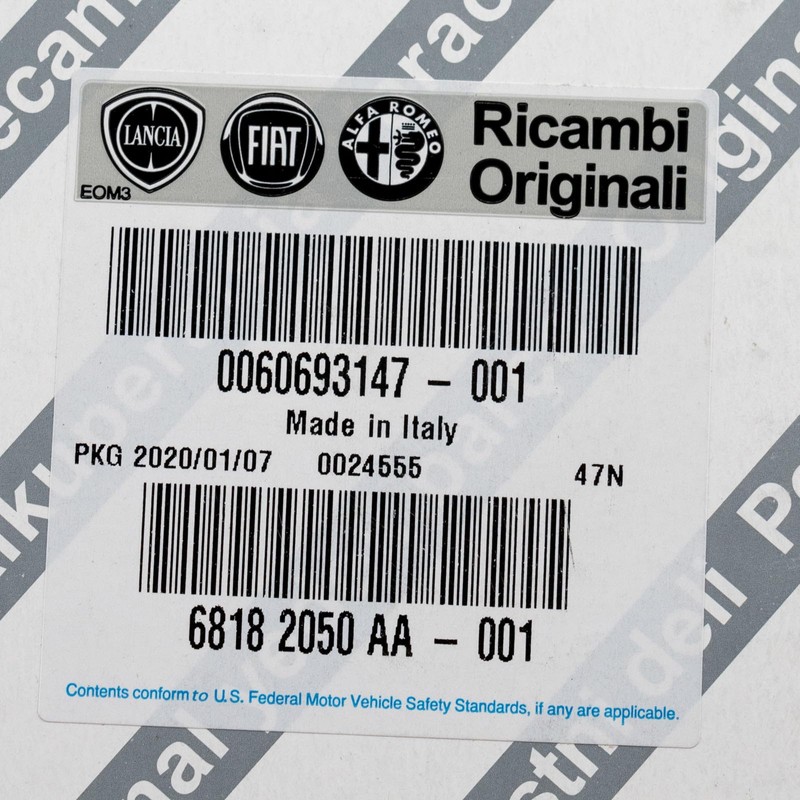 LANCIA
FIAT
ALFA ROMEO
Ricambi
Originali
EOM3
0060693147 - 001
Made in Italy
PKG 2020/01/07 0024555 47N
6818 2050 AA - 001
Contents conform to U.S. Federal Motor Vehicle Safety Standards, if any are applicable.
deli